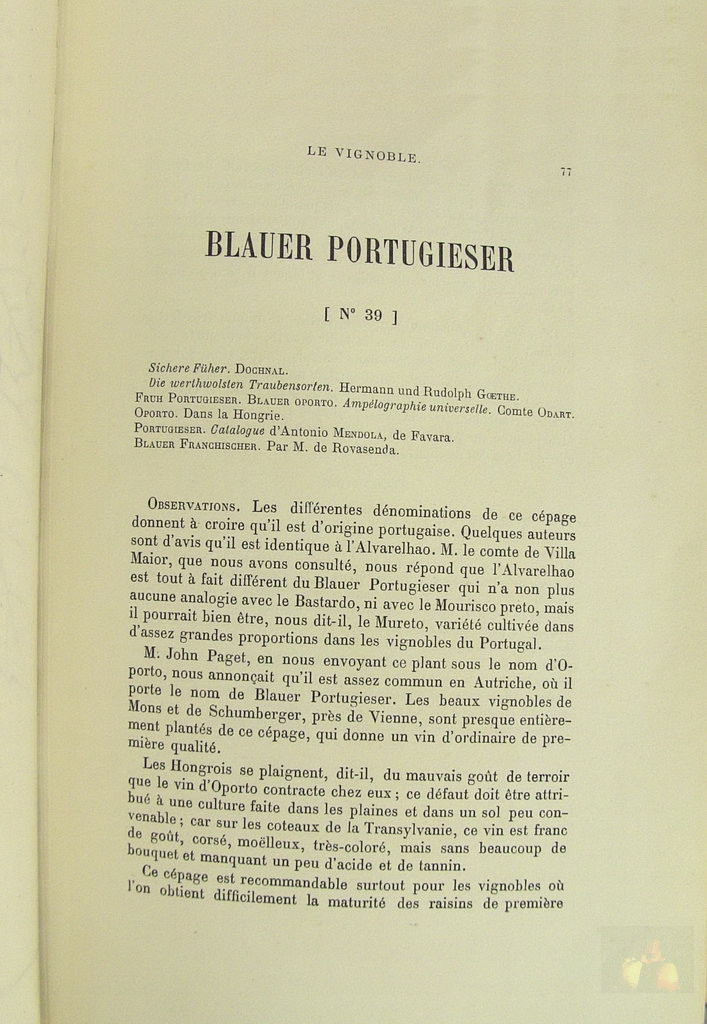 LE VIGNOBLE.
77
BLAUER PORTUGIESER
[ N° 39 ]
Sichere Füher. DOCHNAL.
Die werthwolsten Traubensorten. Hermann und Rudolph GŒTHE.
FRUH PORTUGIESER. BLAUER OPORTO. Ampélographie universelle. Comte ODART.
OPORTO. Dans la Hongrie.
PORTUGIESER. Catalogue d'Antonio MENDOLA, de Favara.
BLAUER FRANCHISCHER. Par M. de Rovasenda.
OBSERVATIONS. Les différentes dénominations de ce cépage
donnent à croire qu'il est d'origine portugaise. Quelques auteurs
sont d'avis qu'il est identique à l'Alvarelhao. M. le comte de Villa
Maior, que nous avons consulté, nous répond que l'Alvarelhao
est tout à fait différent du Blauer Portugieser qui n'a non plus
aucune analogie avec le Bastardo, ni avec le Mourisco preto, mais
il pourrait bien être, nous dit-il, le Mureto, variété cultivée dans
d'assez grandes proportions dans les vignobles du Portugal.
M. John Paget, en nous envoyant ce plant sous le nom d'O-
porto, nous annonçait qu'il est assez commun en Autriche, où il
porte le nom de Blauer Portugieser. Les beaux vignobles de
Mons et de Schumberger, près de Vienne, sont presque entière-
ment plantés de ce cépage, qui donne un vin d'ordinaire de pre-
mière qualité.
Les Hongrois se plaignent, dit-il, du mauvais goût de terroir
que le vin d'Oporto contracte chez eux ; ce défaut doit être attri-
bué à une culture faite dans les plaines et dans un sol peu con-
venable ; car sur les coteaux de la Transylvanie, ce vin est franc
de goût, corsé, moëlleux, très-coloré, mais sans beaucoup de
bouquet et manquant un peu d'acide et de tannin.
Ce cépage est recommandable surtout pour les vignobles où
l'on obtient difficilement la maturité des raisins de première